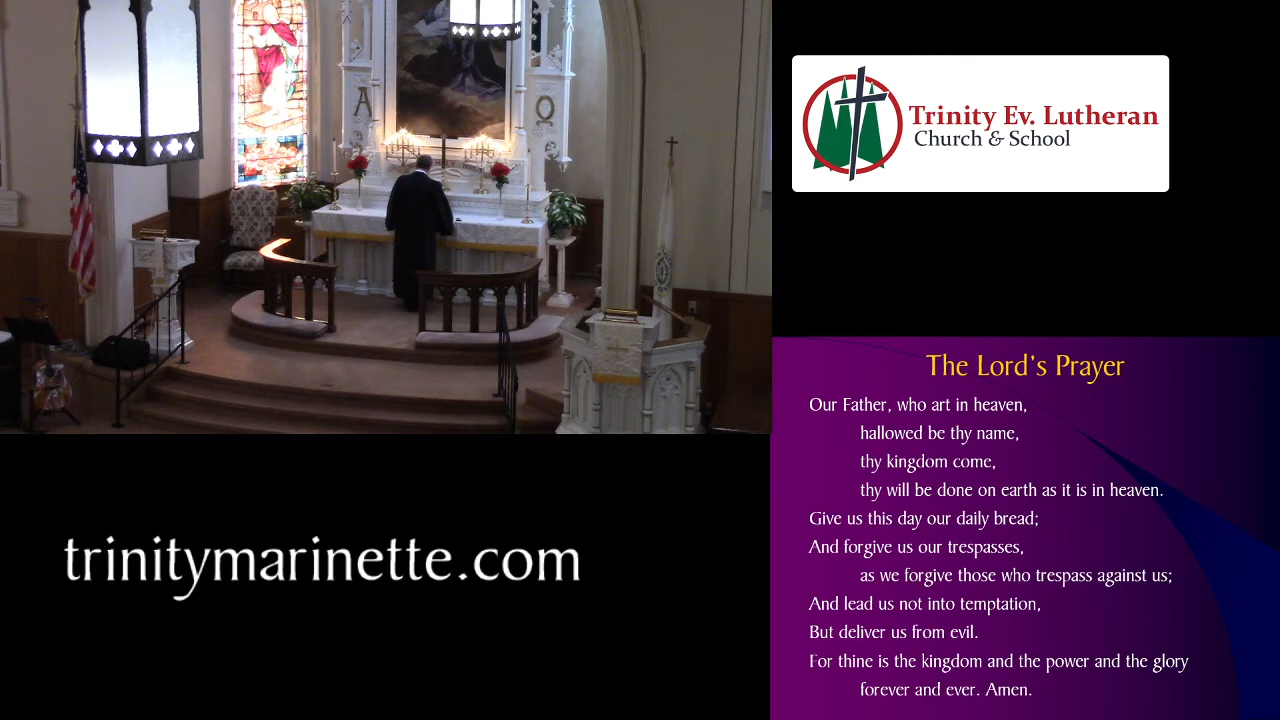 A Ω
Trinity Ev. Lutheran
Church & School
The Lord's Prayer
Our Father, who art in heaven,
hallowed be thy name,
thy kingdom come,
thy will be done on earth as it is in heaven.
Give us this day our daily bread;
And forgive us our trespasses,
as we forgive those who trespass against us;
And lead us not into temptation,
But deliver us from evil.
For thine is the kingdom and the power and the glory
forever and ever. Amen.
trinitymarinette.com